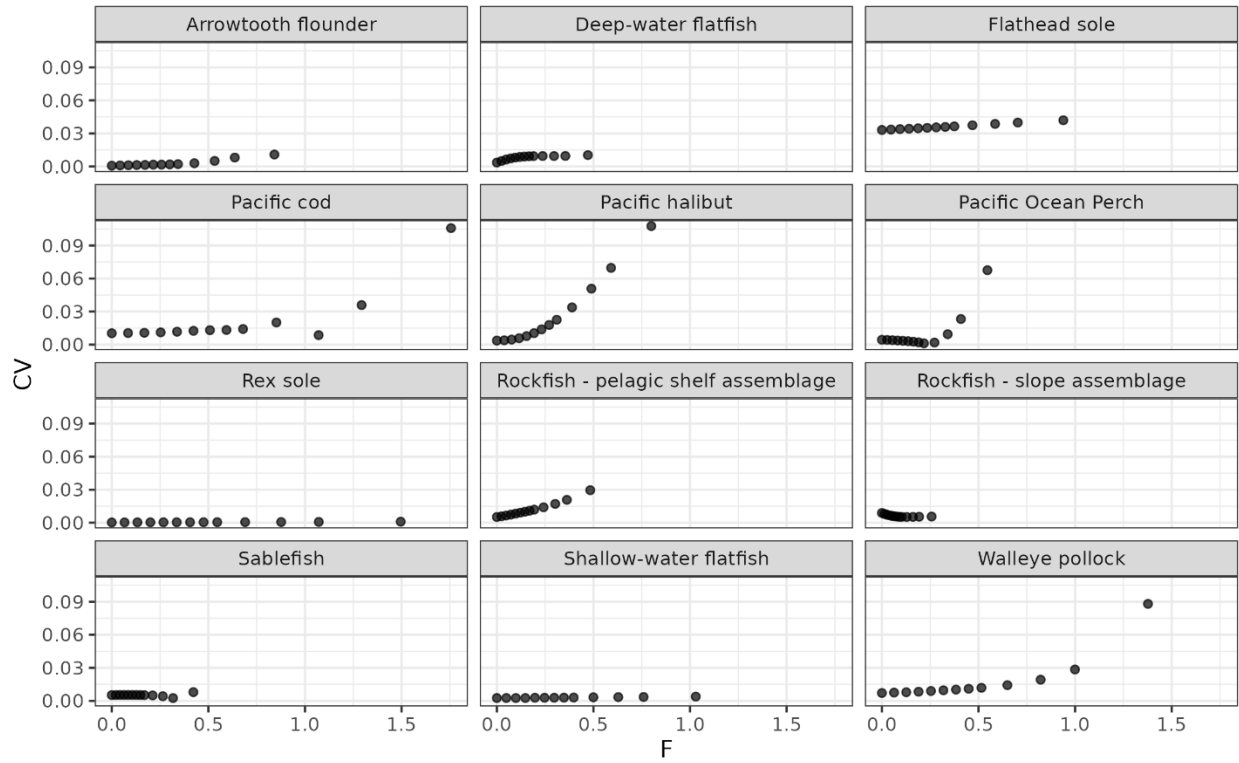 Arrowtooth flounder Deep-water flatfish Flathead sole
0.09
0.06
0.03
0.00
Pacific cod Pacific halibut Pacific Ocean Perch
0.09
0.06
0.03
0.00
CV
Rex sole Rockfish - pelagic shelf assemblage Rockfish - slope assemblage
0.09
0.06
0.03
0.00
Sablefish Shallow-water flatfish Walleye pollock
0.09
0.06
0.03
0.00
0.0 0.5 1.0 1.5 0.0 0.5 1.0 1.5 0.0 0.5 1.0 1.5
F